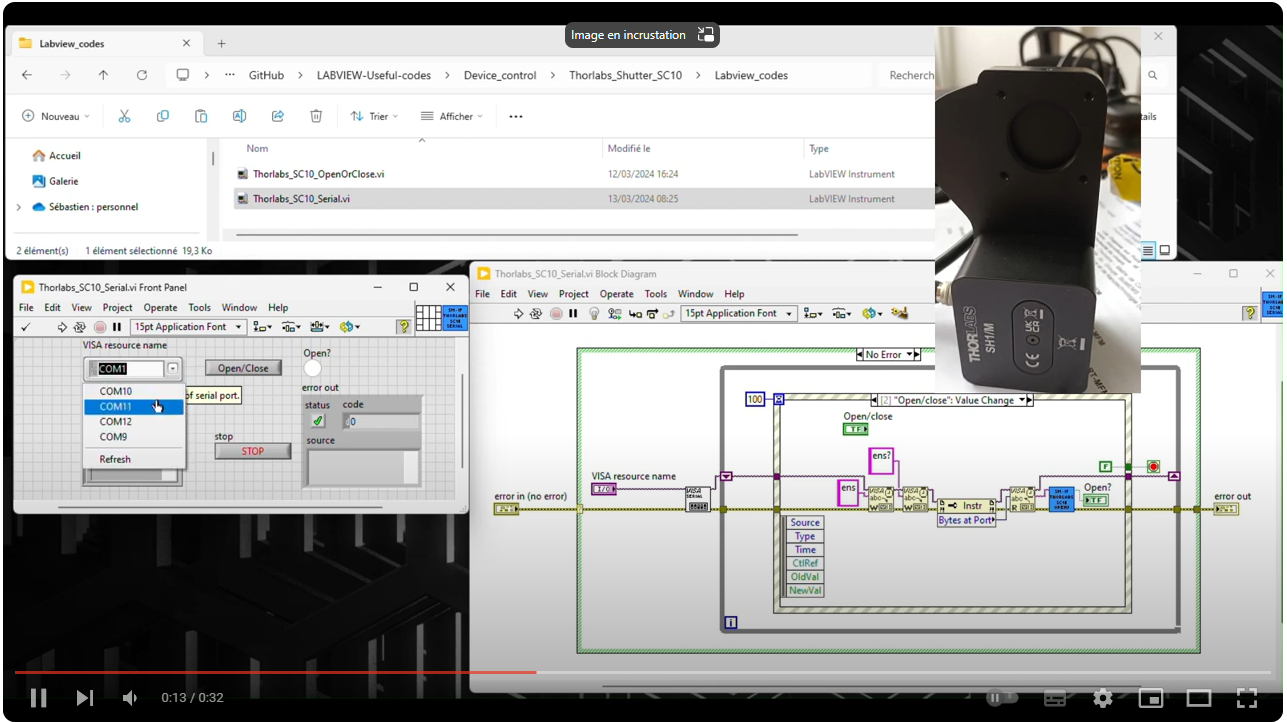 Image en incrustation
Labview_codes
GitHub > LABVIEW-Useful-codes > Device_control > Thorlabs_Shutter_SC10 > Labview_codes
Recherch
Nouveau
Trier
Afficher
tails
Accueil
Galerie
Sébastien : personnel
Nom Modifié le Type
Thorlabs_SC10_OpenOrClose.vi 12/03/2024 16:24 LabVIEW Instrument
Thorlabs_SC10_Serial.vi 13/03/2024 08:25 LabVIEW Instrument
2 élément(s) 1 élément sélectionné 19,3 Ko
THORLABS
SH1/M
Thorlabs_SC10_Serial.vi Front Panel
File Edit View Project Operate Tools Window Help
15pt Application Font
VISA resource name
COM1
COM10
COM11
COM12
COM9
Refresh
of serial port.
Open/Close
Open?
error out
status code
0
source
stop
STOP
Thorlabs_SC10_Serial.vi Block Diagram
File Edit View Project Operate Tools Window Help
15pt Application Font
No Error
100
[2] "Open/close": Value Change
Open/close
TF
ens?
ens
VISA resource name
I/O
VISA
SERIAL
error in (no error)
Instr
Bytes at Port
Open?
TF
F
error out
Source
Type
Time
CtlRef
OldVal
NewVal
i
0:13 / 0:32